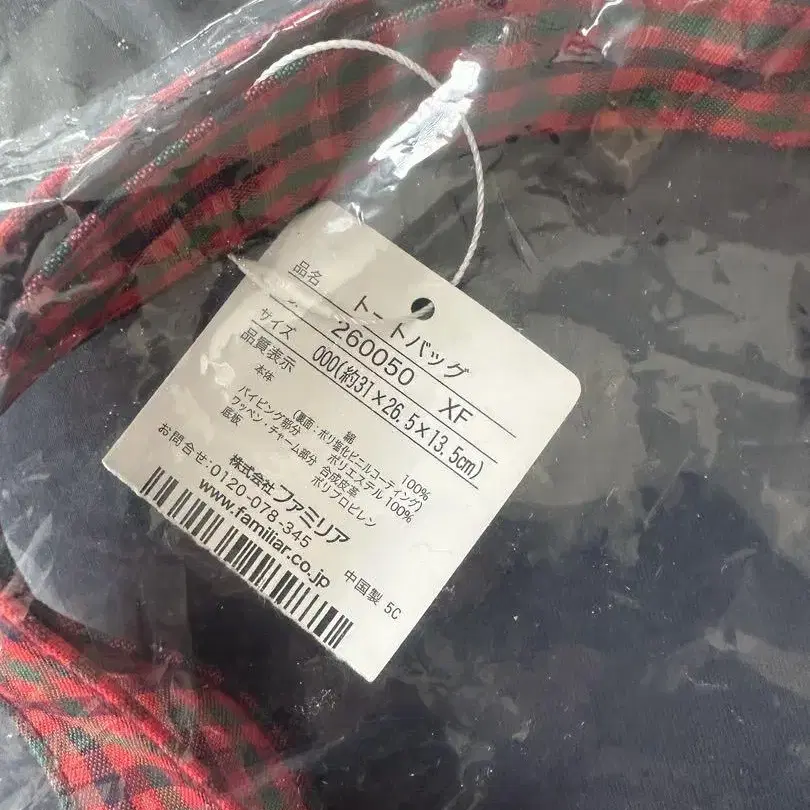 品名 トートバッグ
260050 XF
サイズ 000(約31×26.5×13.5cm)
品質表示
本体 綿 100%
(裏面:ポリ塩化ビニルコーティング)
パイピング部分 ポリエステル 100%
ワッペン・チャーム部分 合成皮革
底板 ポリプロピレン
株式会社ファミリア
お問合せ:0120-078-345
www.familiar.co.jp
中国製 5C